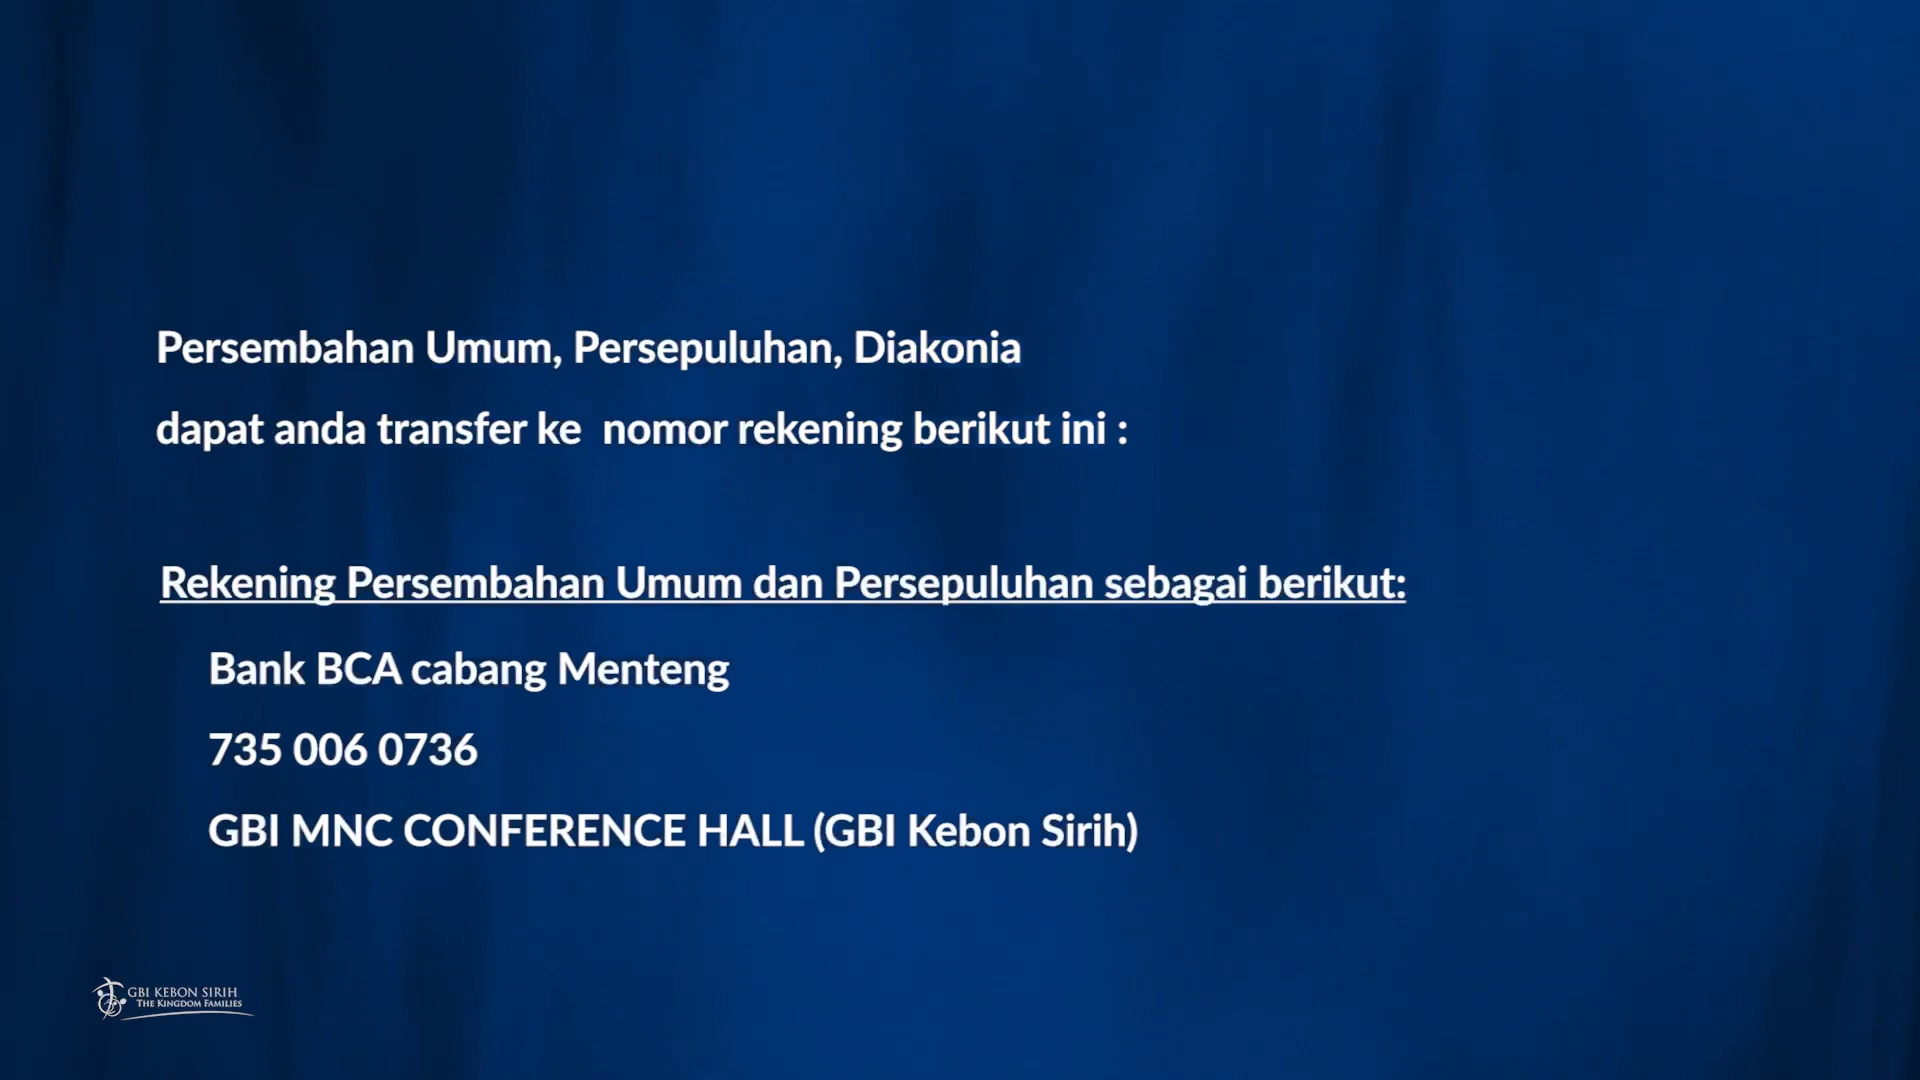 Persembahan Umum, Persepuluhan, Diakonia
dapat anda transfer ke  nomor rekening berikut ini :
Rekening Persembahan Umum dan Persepuluhan sebagai berikut:
Bank BCA cabang Menteng
735 006 0736
GBI MNC CONFERENCE HALL (GBI Kebon Sirih)
GBI KEBON SIRIH
THE KINGDOM FAMILIES